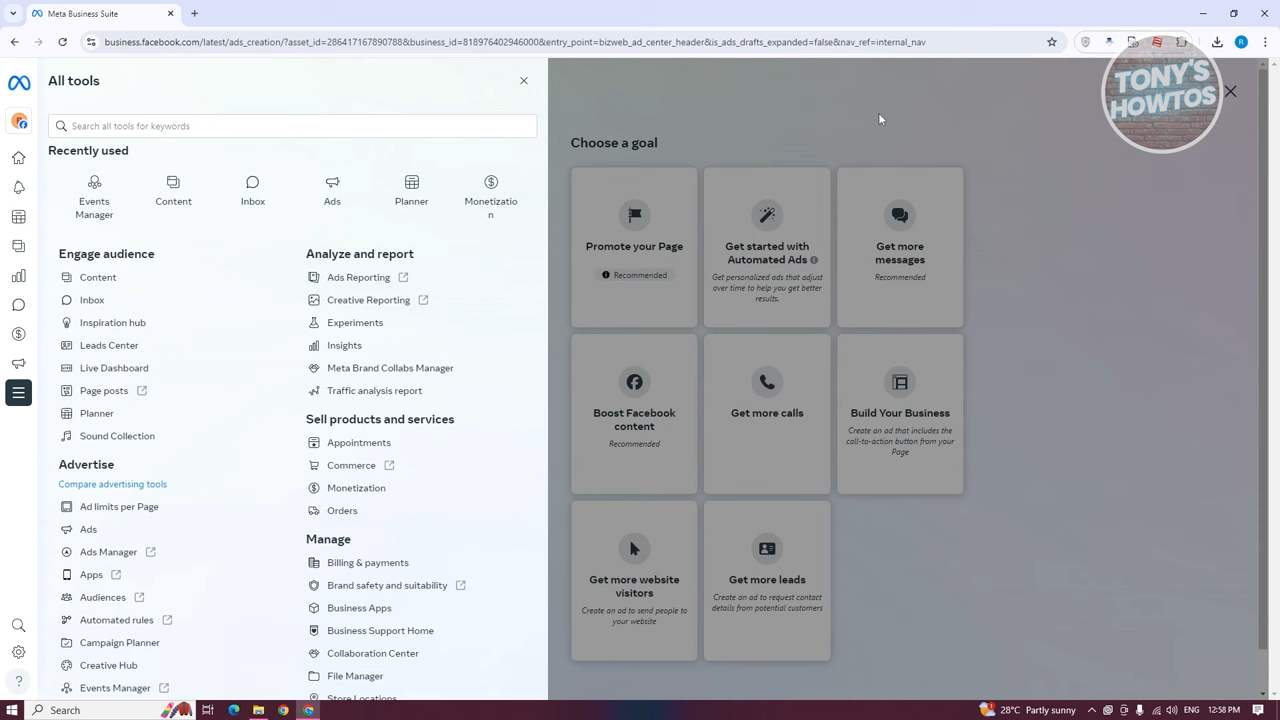 Meta Business Suite
business.facebook.com/latest/ads_creation/?asset_id=286417167890788&business_id=818976402946000&entry_point=bizweb_ad_center_header&is_ads_drafts_expanded=false&nav_ref=internal_nav
R
TONY'S
HOWTOS
All tools
Search all tools for keywords
Recently used
Events
Manager
Content
Inbox
Ads
Planner
Monetizatio
n
Engage audience
Content
Inbox
Inspiration hub
Leads Center
Live Dashboard
Page posts
Planner
Sound Collection
Advertise
Compare advertising tools
Ad limits per Page
Ads
Ads Manager
Apps
Audiences
Automated rules
Campaign Planner
Creative Hub
Events Manager
Analyze and report
Ads Reporting
Creative Reporting
Experiments
Insights
Meta Brand Collabs Manager
Traffic analysis report
Sell products and services
Appointments
Commerce
Monetization
Orders
Manage
Billing & payments
Brand safety and suitability
Business Apps
Business Support Home
Collaboration Center
File Manager
Store Locations
Choose a goal
Promote your Page
Recommended
Get started with
Automated Ads
Get personalized ads that adjust
over time to help you get better
results.
Get more
messages
Recommended
Boost Facebook
content
Recommended
Get more calls
Build Your Business
Create an ad that includes the
call-to-action button from your
Page
Get more website
visitors
Create an ad to send people to
your website
Get more leads
Create an ad to request contact
details from potential customers
Search
28°C Partly sunny
12:58 PM